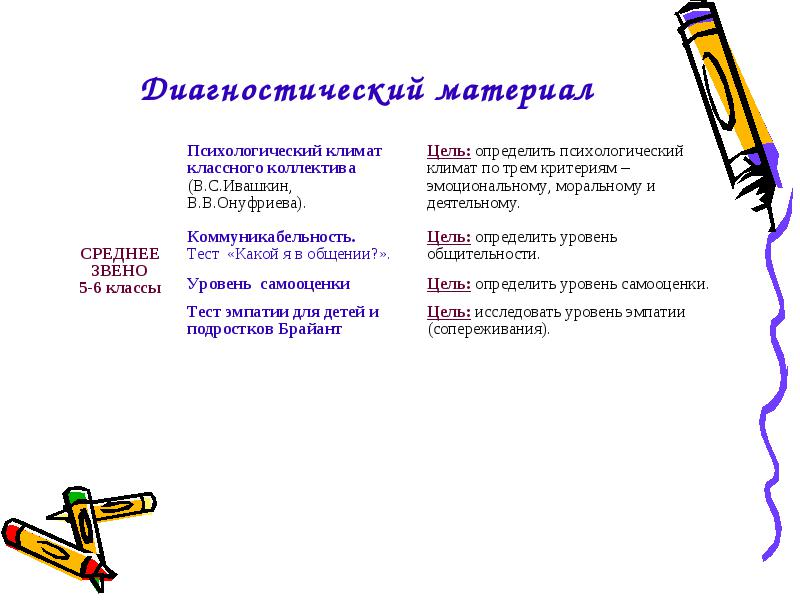 Диагностический материал
СРЕДНЕЕ
ЗВЕНО
5-6 классы
Психологический климат
классного коллектива
(В.С.Ивашкин,
В.В.Онуфриева).
Цель: определить психологический
климат по трем критериям –
эмоциональному, моральному и
деятельному.
Коммуникабельность.
Тест «Какой я в общении?».
Цель: определить уровень
общительности.
Уровень самооценки
Цель: определить уровень самооценки.
Тест эмпатии для детей и
подростков Брайант
Цель: исследовать уровень эмпатии
(сопереживания).